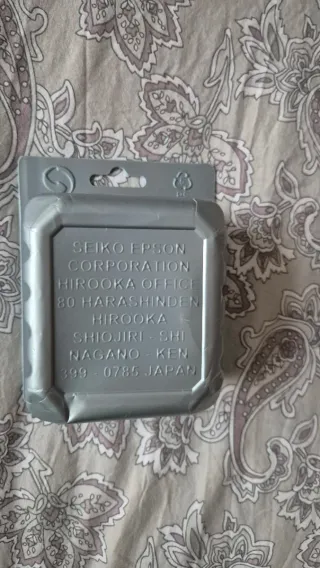 SEIKO EPSON
CORPORATION
HIROOKA OFFICE
80 HARASHINDEN
HIROOKA
SHIOJIRI - SHI
NAGANO - KEN
399 - 0785 JAPAN